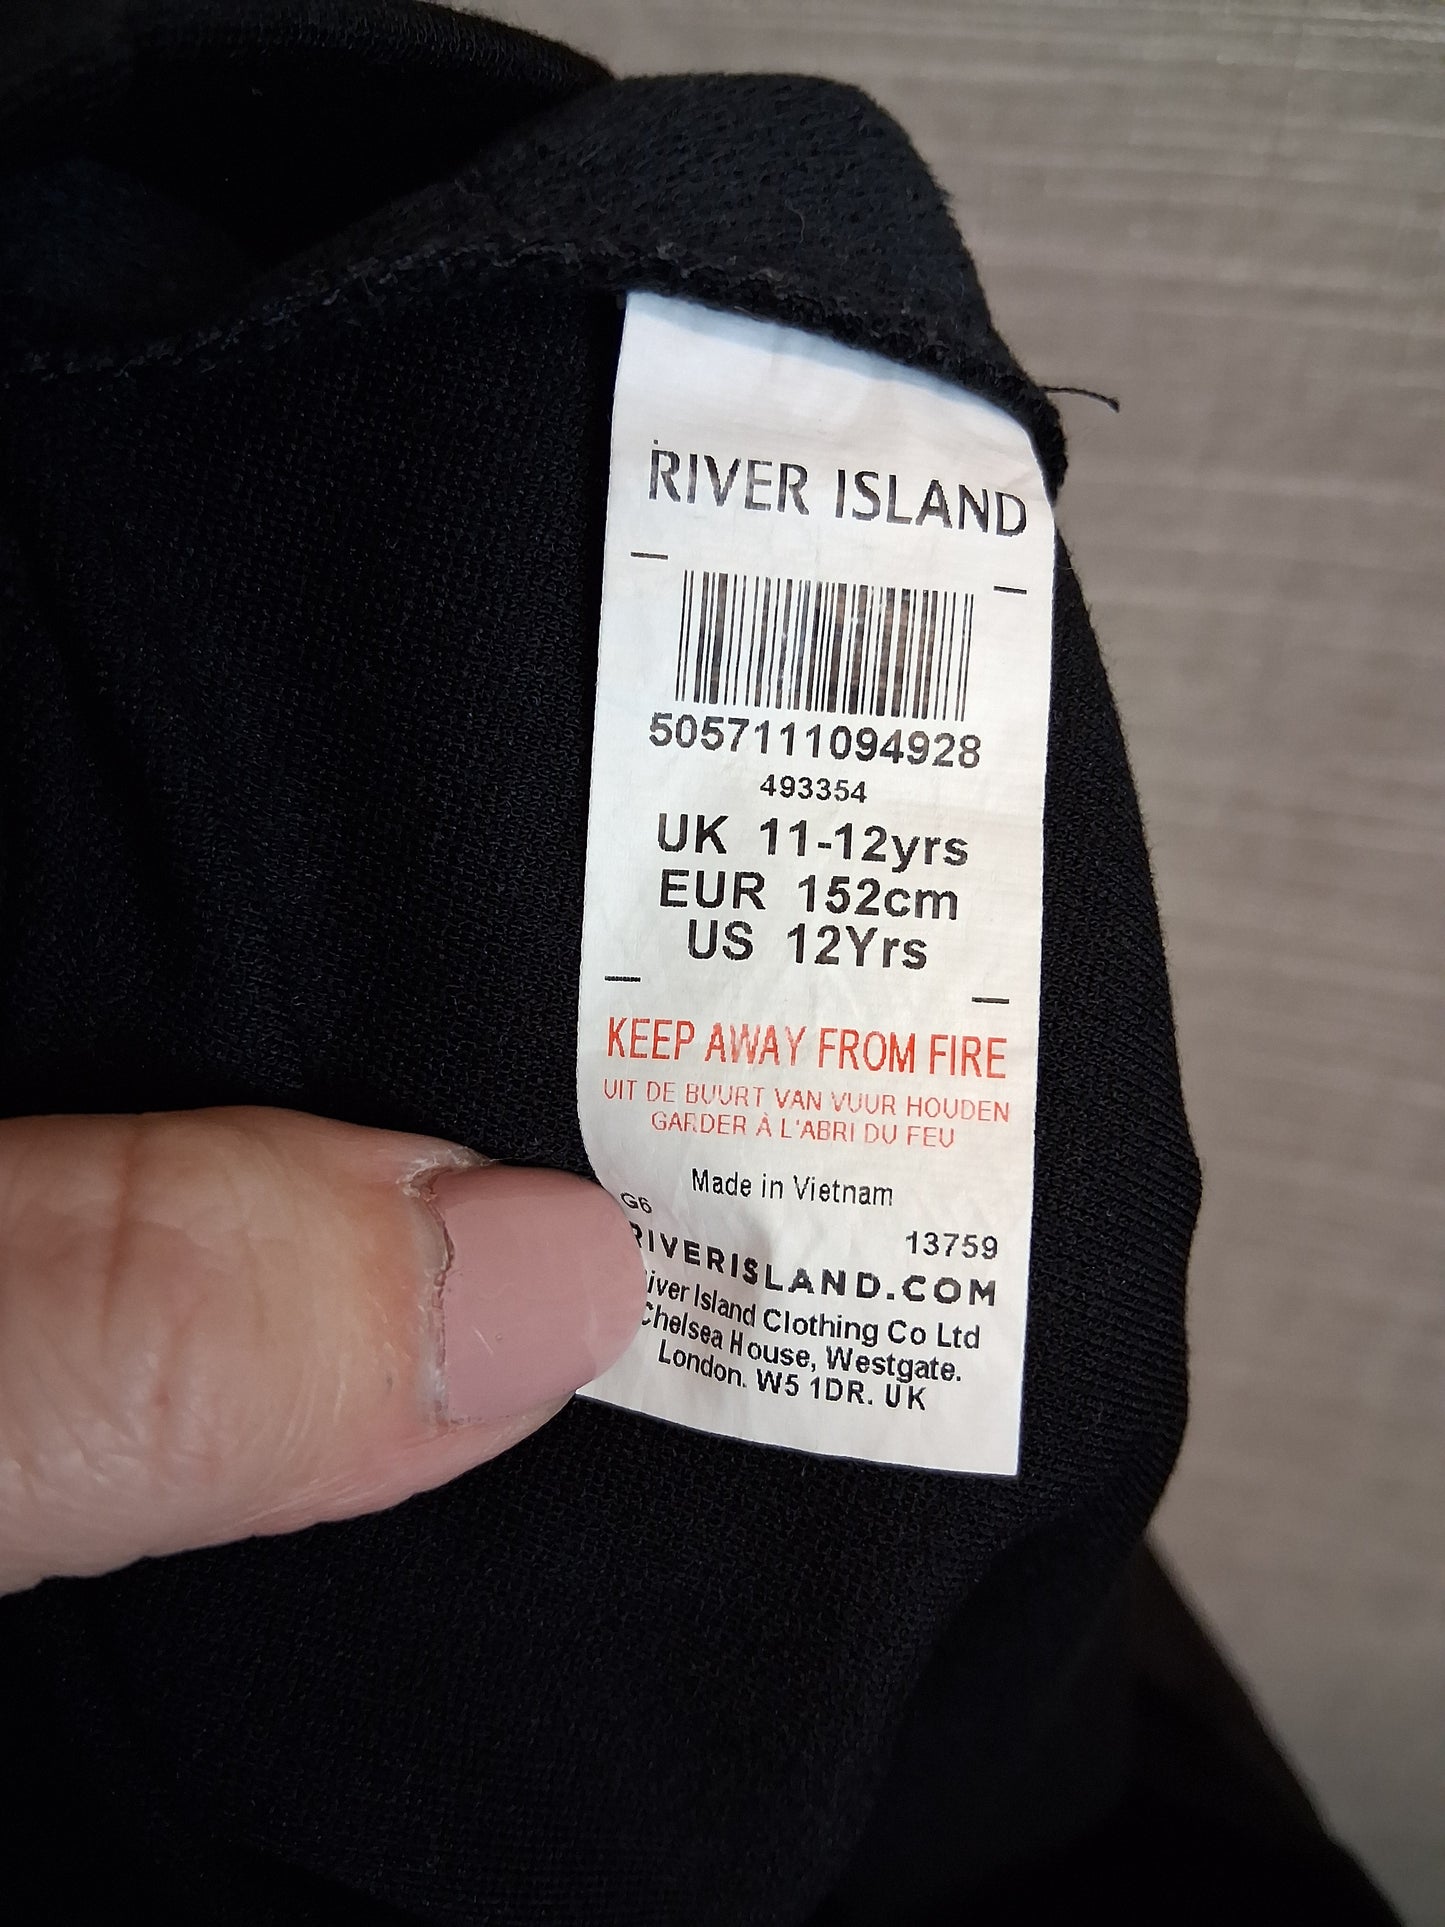 RIVER ISLAND
5057111094928
493354
UK 11-12yrs
EUR 152cm
US 12Yrs
KEEP AWAY FROM FIRE
UIT DE BUURT VAN VUUR HOUDEN
GARDER À L'ABRI DU FEU
Made in Vietnam
G6
13759
RIVERISLAND.COM
River Island Clothing Co Ltd
Chelsea House, Westgate.
London. W5 1DR. UK